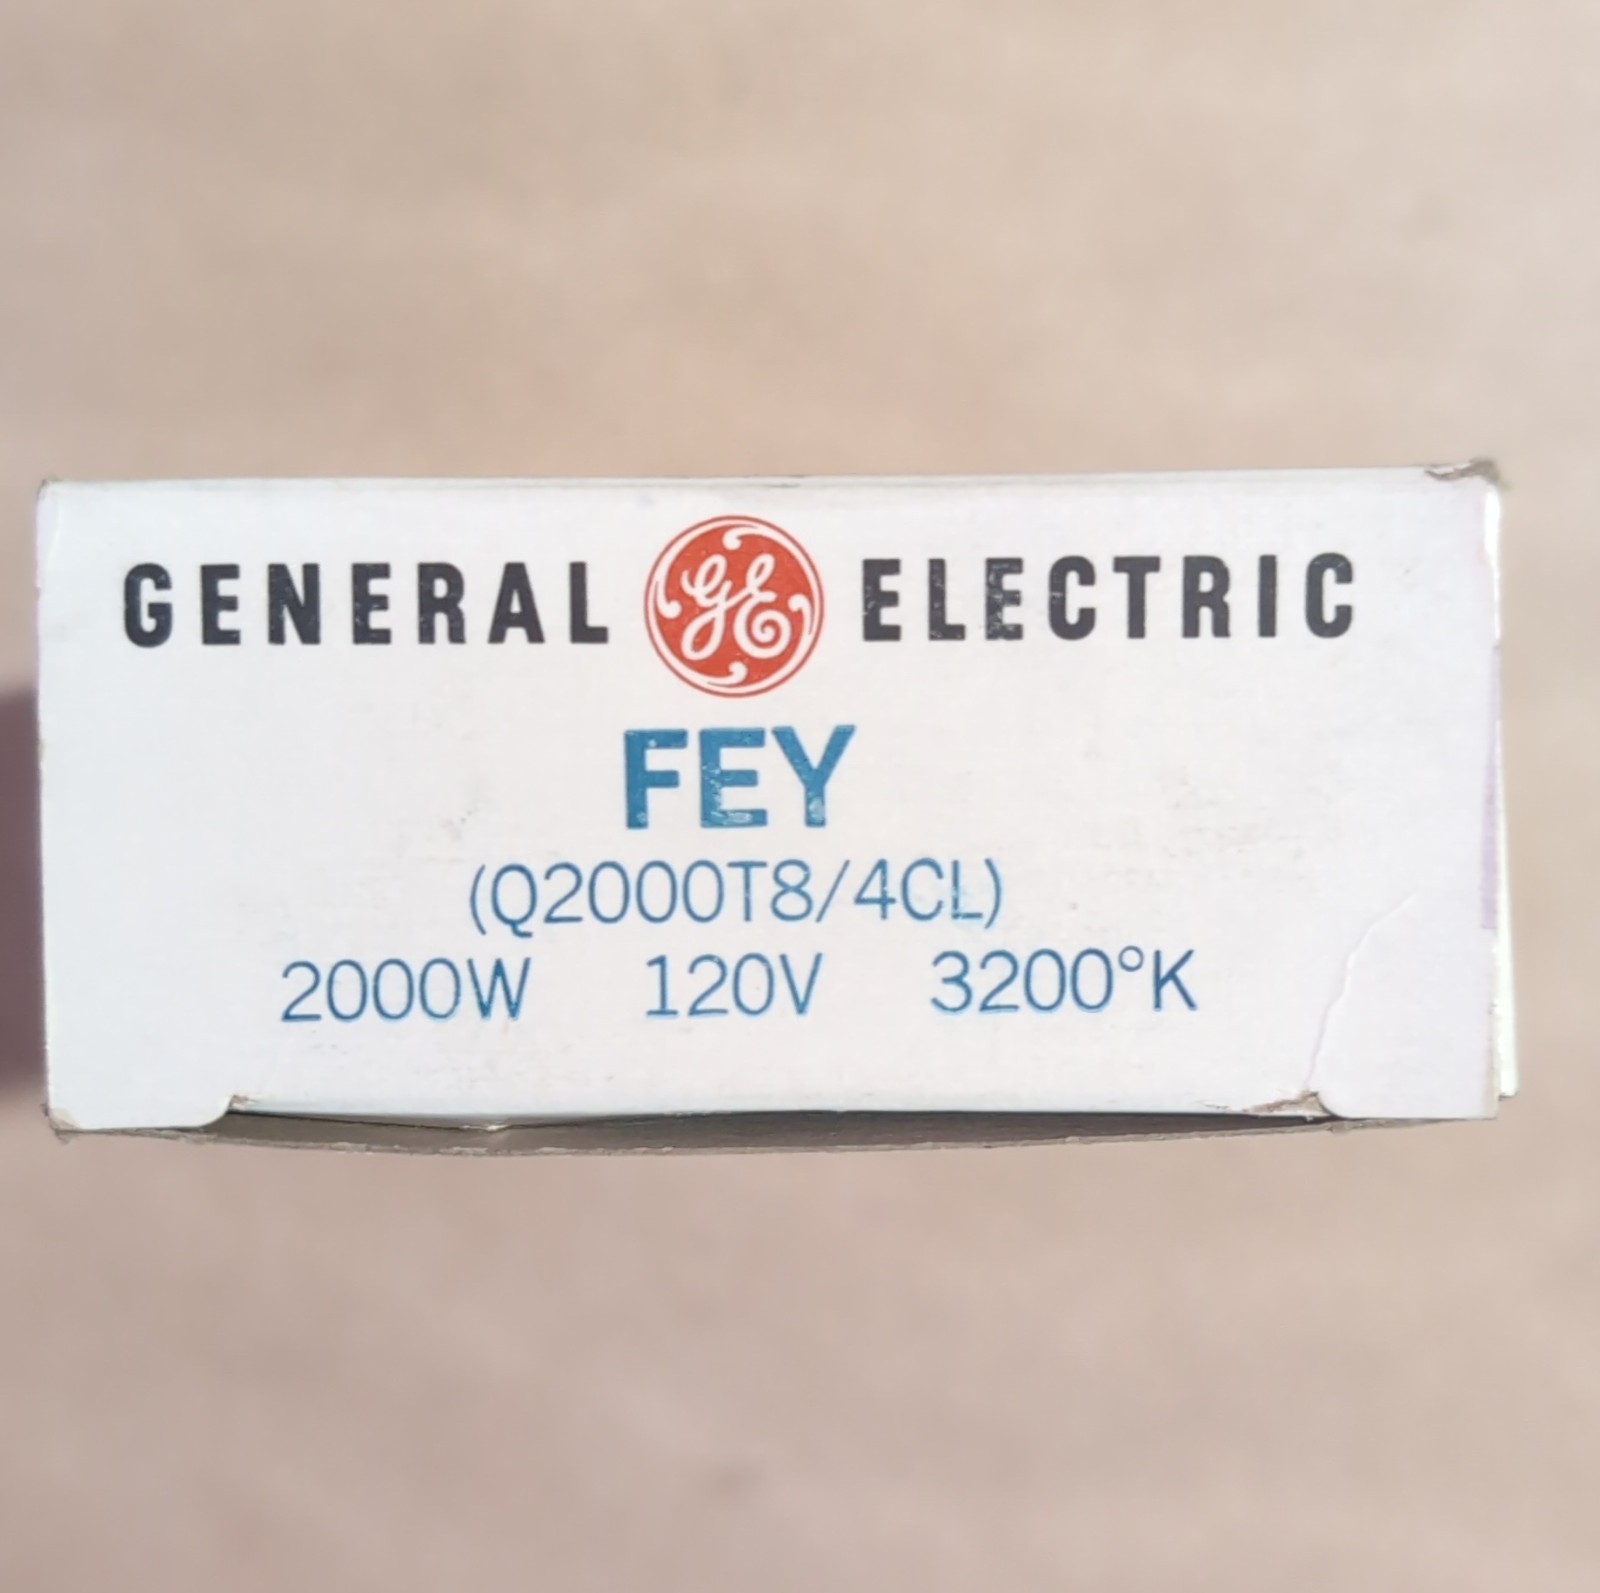 GENERAL GE ELECTRIC
FEY
(Q2000T8/4CL)
2000W 120V 3200°K